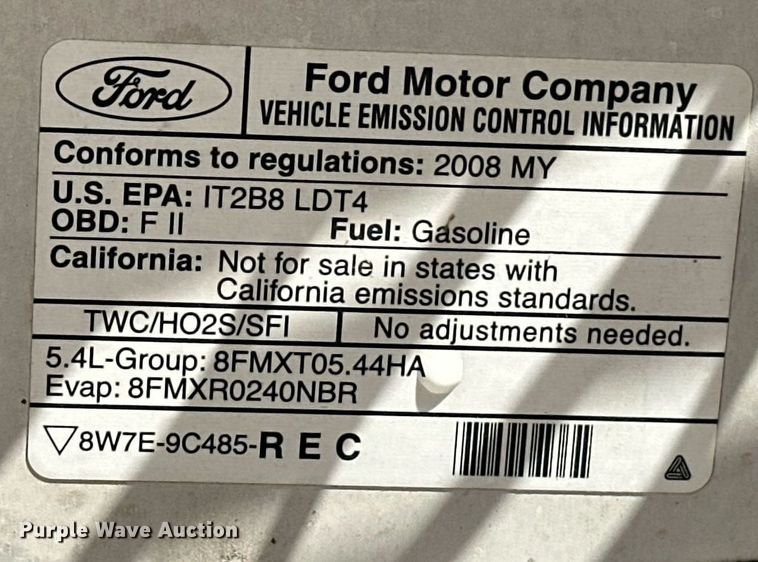 Ford
Ford Motor Company
VEHICLE EMISSION CONTROL INFORMATION
Conforms to regulations: 2008 MY
U.S. EPA: IT2B8 LDT4
OBD: F II Fuel: Gasoline
California: Not for sale in states with
California emissions standards.
TWC/HO2S/SFI No adjustments needed.
5.4L-Group: 8FMXT05.44HA
Evap: 8FMXR0240NBR
▽8W7E-9C485-R E C
Purple Wave Auction